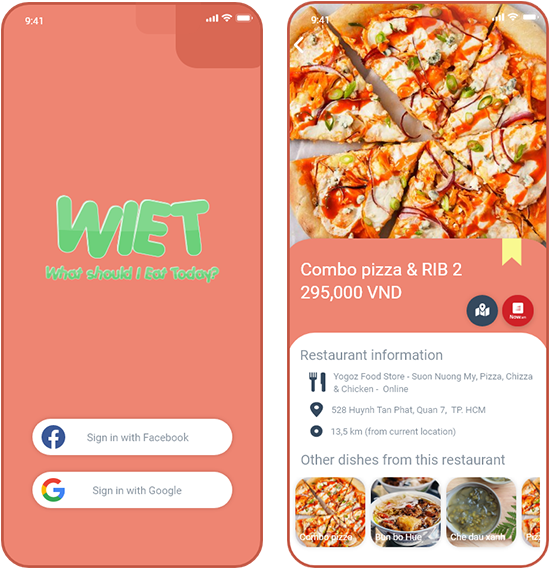 9:41
WIET
What should I Eat Today?
Sign in with Facebook
Sign in with Google
9:41
Combo pizza & RIB 2
295,000 VND
Now.vn
Restaurant information
Yogoz Food Store - Suon Nuong My, Pizza, Chizza
& Chicken - Online
528 Huynh Tan Phat, Quan 7, TP. HCM
13,5 km (from current location)
Other dishes from this restaurant
Combo pizza
Bun bo Hue
Che dau xanh
Pizz